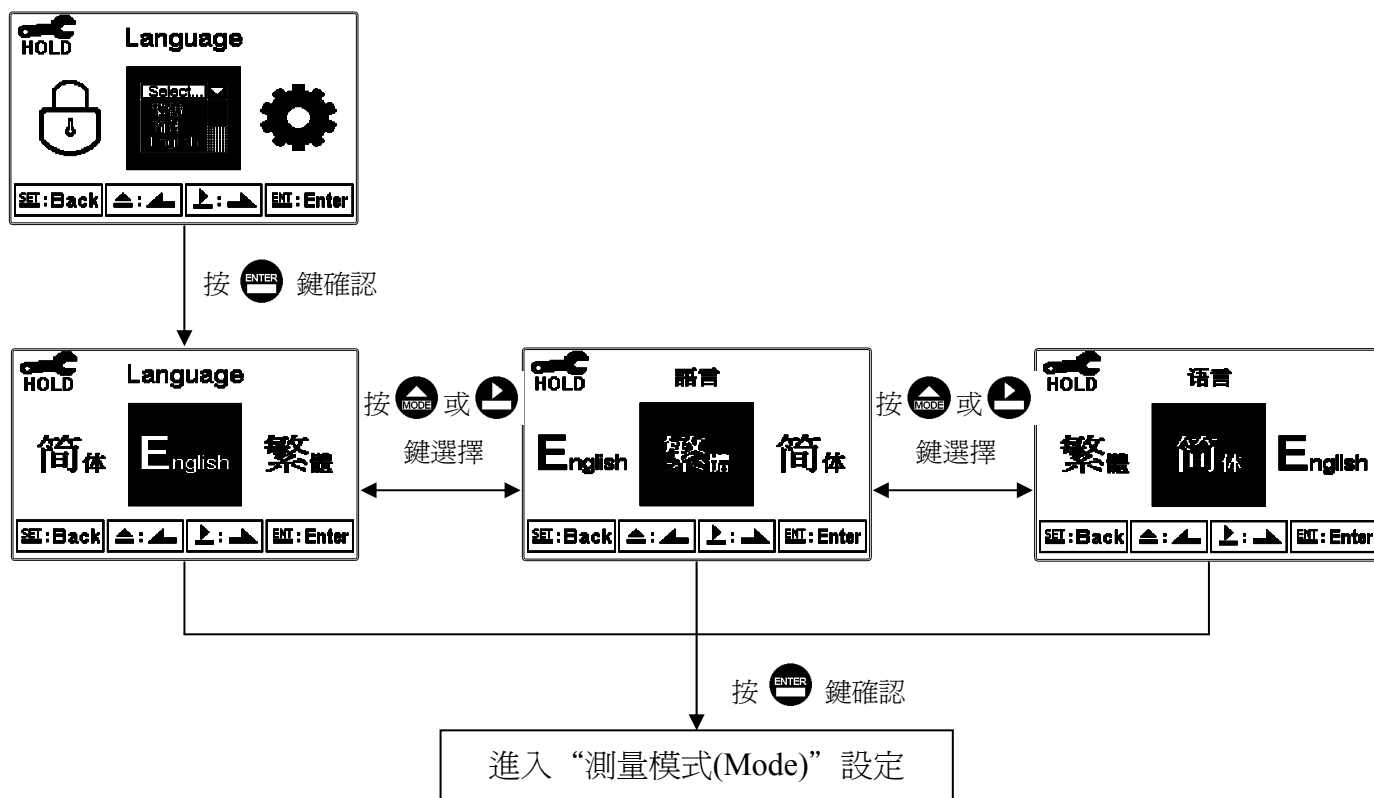 HOLD
Language
Select...
English
SET:Back
:
:
ENT:Enter
按 ENTER 鍵確認
HOLD
Language
简体
English
繁體
SET:Back
:
:
ENT:Enter
按 MODE 或
鍵選擇
HOLD
語言
English
繁體
简体
SET:Back
:
:
ENT:Enter
按 MODE 或
鍵選擇
HOLD
语言
繁體
简体
English
SET:Back
:
:
ENT:Enter
按 ENTER 鍵確認
進入“測量模式(Mode)”設定